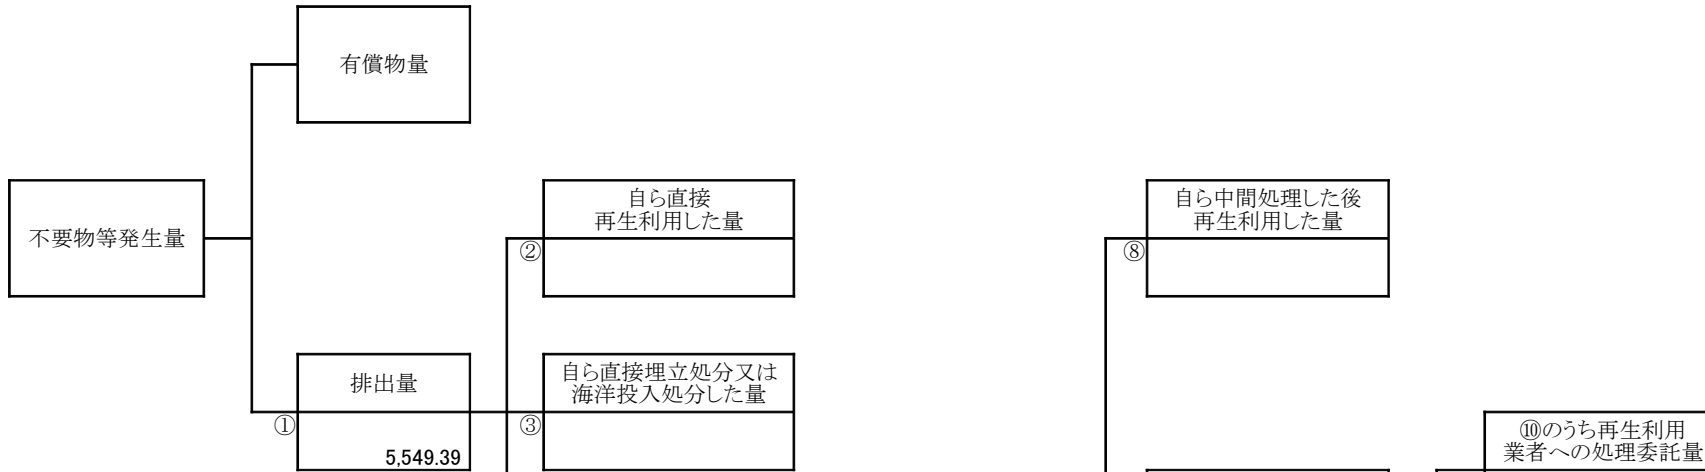 有償物量
不要物等発生量
自ら直接
再生利用した量
②
自ら中間処理した後
再生利用した量
⑧
排出量
①
5,549.39
自ら直接埋立処分又は
海洋投入処分した量
③
⑩のうち再生利用
業者への処理委託量